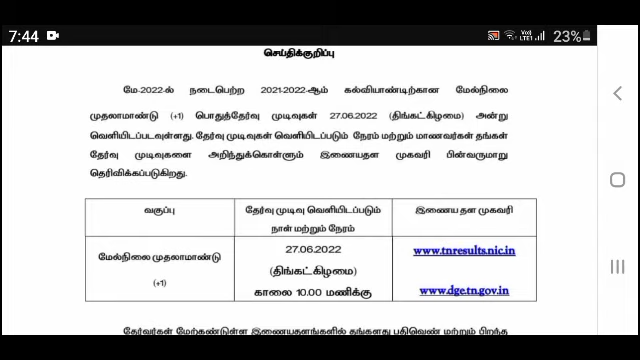 7:44
23%
செய்திக்குறிப்பு
மே-2022-ல் நடைபெற்ற 2021-2022-ஆம் கல்வியாண்டிற்கான மேல்நிலை
முதலாமாண்டு (+1) பொதுத்தேர்வு முடிவுகள் 27.06.2022 (திங்கட்கிழமை) அன்று
வெளியிடப்படவுள்ளது. தேர்வு முடிவுகள் வெளியிடப்படும் நேரம் மற்றும் மாணவர்கள் தங்கள்
தேர்வு முடிவுகளை அறிந்துகொள்ளும் இணையதள முகவரி பின்வருமாறு
தெரிவிக்கப்படுகிறது.
வகுப்பு தேர்வு முடிவு வெளியிடப்படும் நாள் மற்றும் நேரம் இணைய தள முகவரி
மேல்நிலை முதலாமாண்டு
(+1)
27.06.2022
(திங்கட்கிழமை)
காலை 10.00 மணிக்கு
www.tnresults.nic.in
www.dge.tn.gov.in
தேர்வர்கள் மேற்கண்டுள்ள இணையதளங்களில் தங்களது பதிவெண் மற்றும் பிறந்த